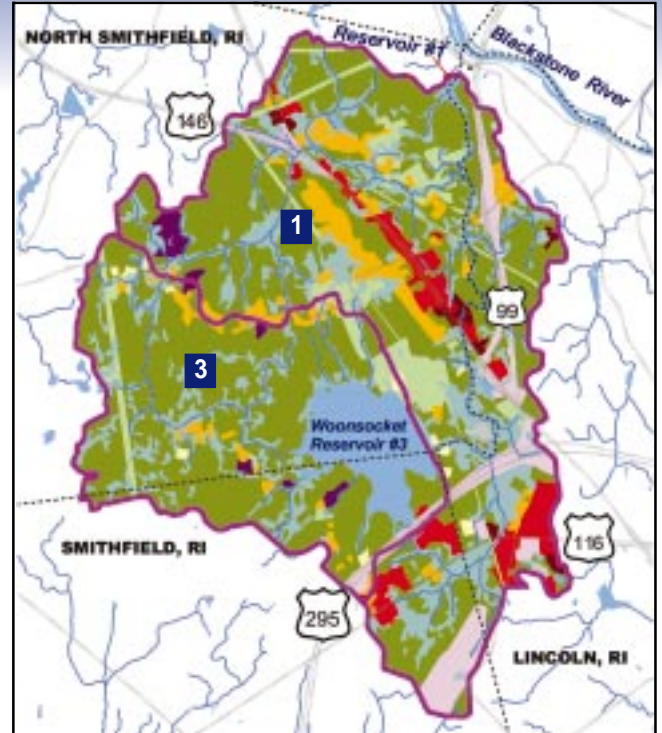 NORTH SMITHFIELD, RI
Reservoir #1
Blackstone River
146
1
99
3
Woonsocket
Reservoir #3
SMITHFIELD, RI
116
295
LINCOLN, RI